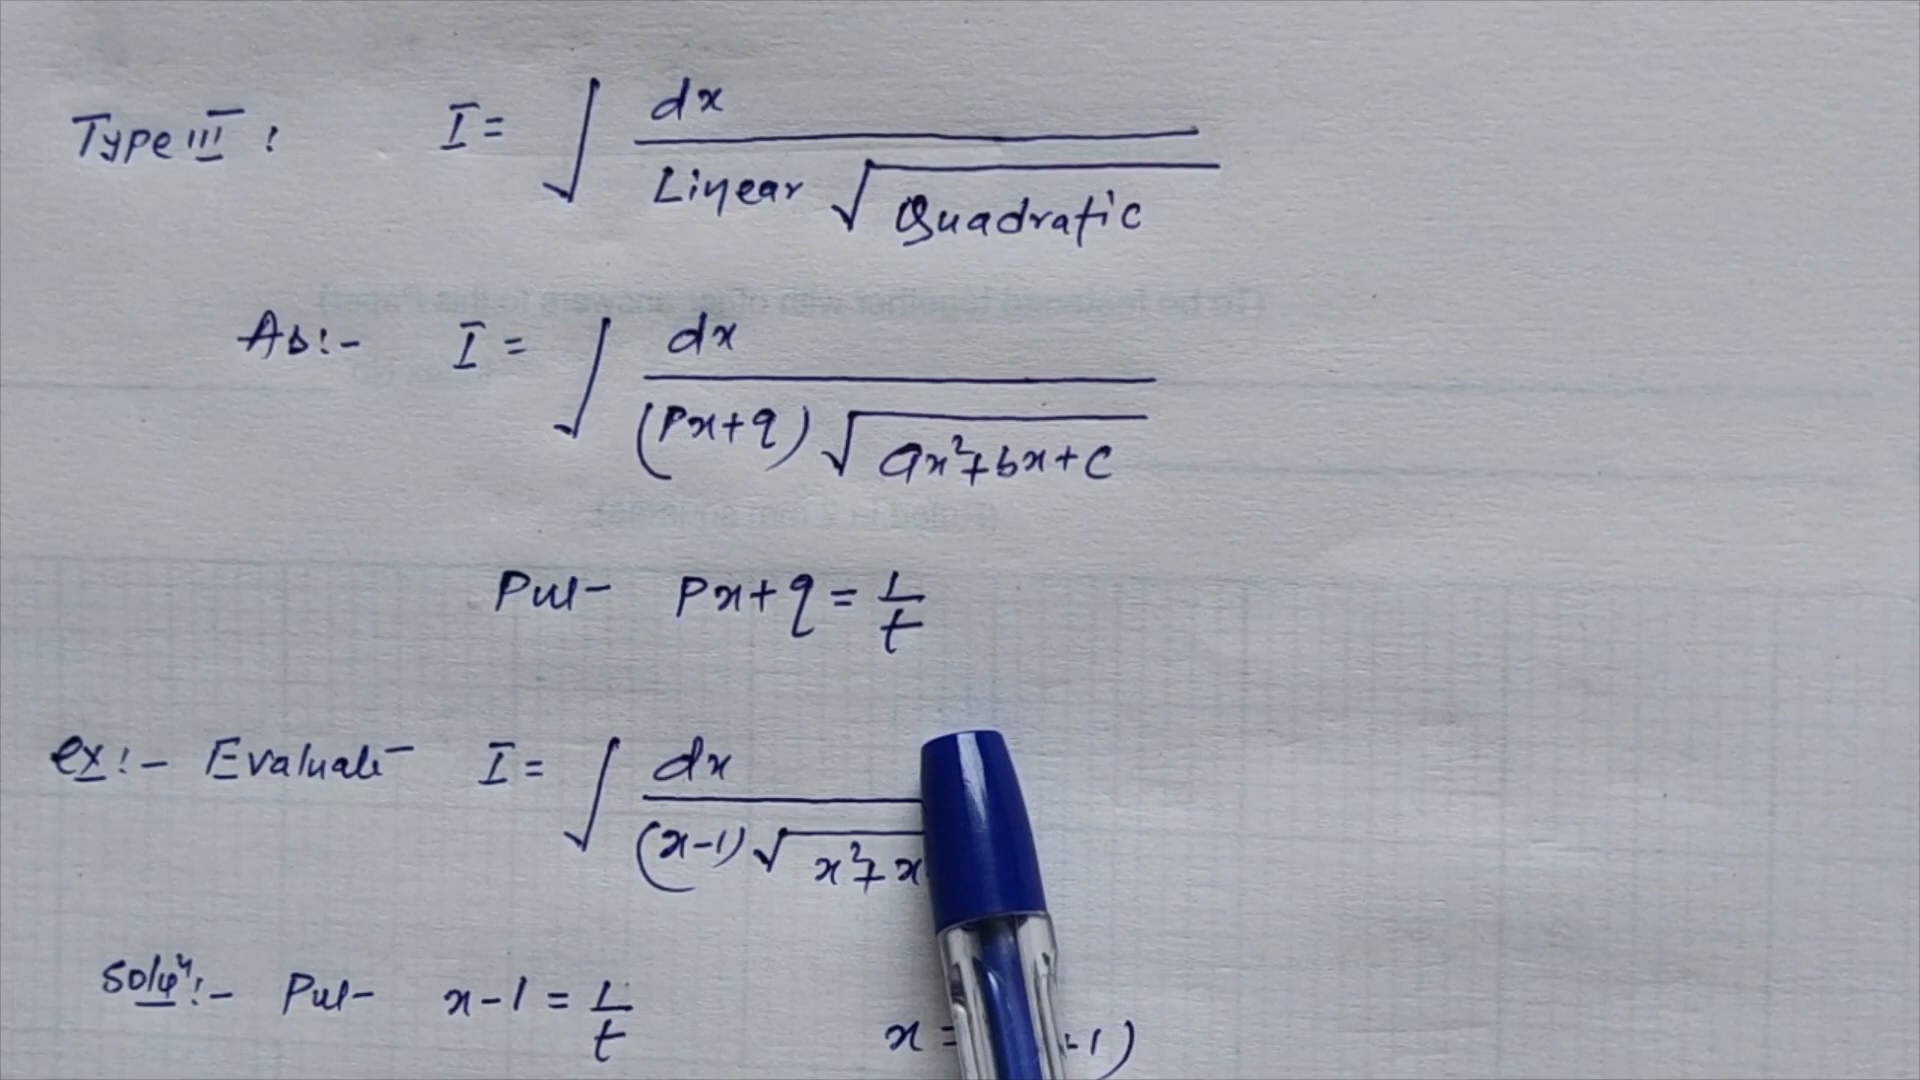 Type III : I = ∫ dx / Linear √Quadratic
As:- I = ∫ dx / (px+q) √ax²+bx+c
Put px+q = 1/t
ex:- Evaluate I = ∫ dx / (x-1) √x²+x
Solun:- Put x-1 = 1/t x =